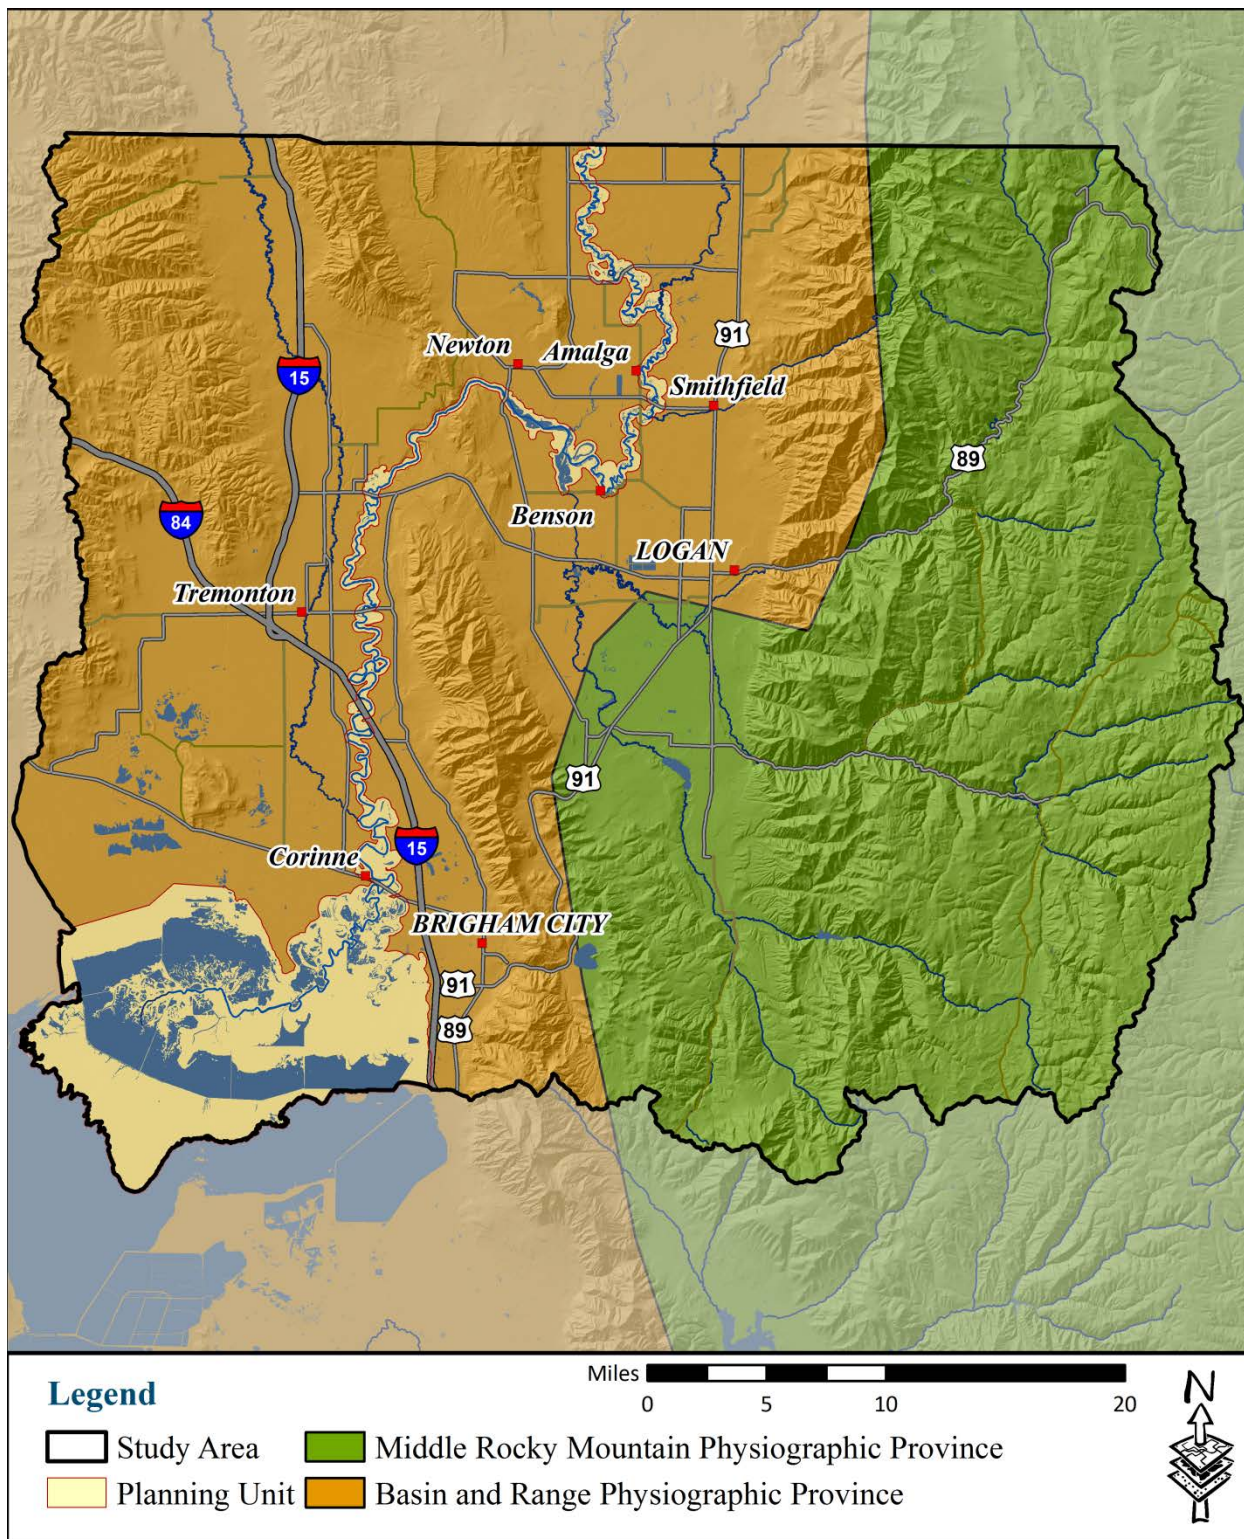 91
Newton
Amalga
15
Smithfield
89
84
Benson
LOGAN
Tremonton
91
15
Corinne
BRIGHAM CITY
91
89
Miles
0 5 10 20
N
Legend
Study Area
Middle Rocky Mountain Physiographic Province
Planning Unit
Basin and Range Physiographic Province